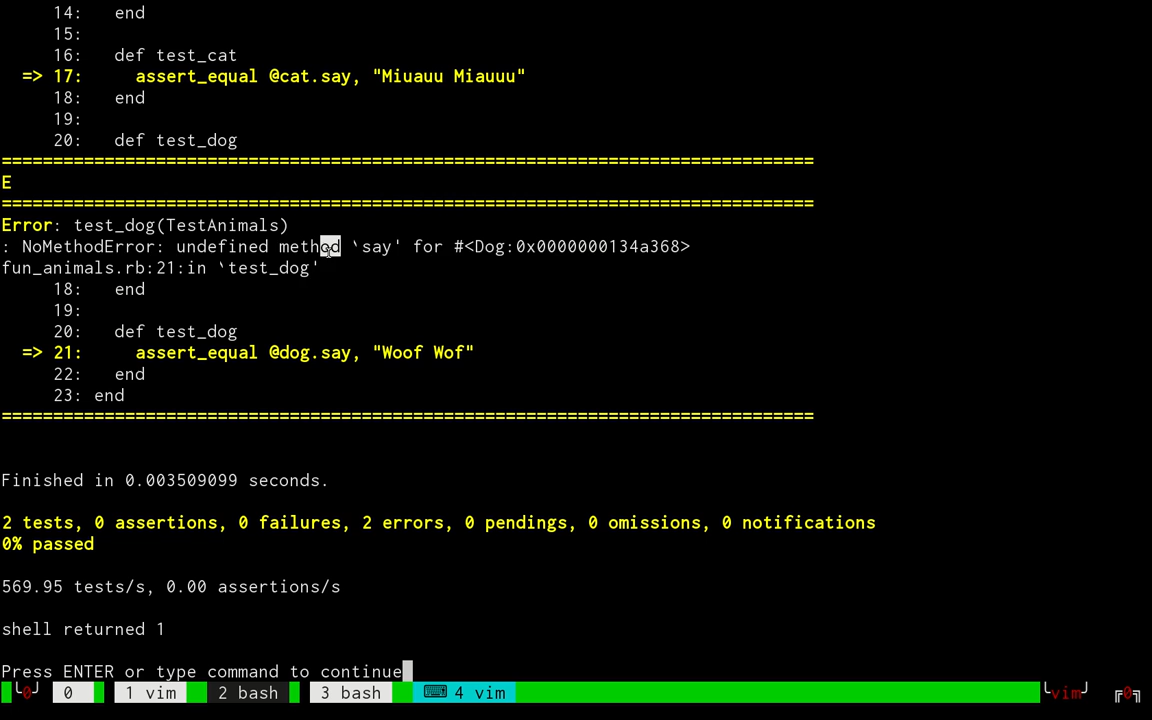 14:   end
15:
16:   def test_cat
=> 17:     assert_equal @cat.say, "Miuauu Miauuu"
18:   end
19:
20:   def test_dog
===============================================================================
E
===============================================================================
Error: test_dog(TestAnimals)
: NoMethodError: undefined method `say' for #<Dog:0x0000000134a368>
fun_animals.rb:21:in `test_dog'
18:   end
19:
20:   def test_dog
=> 21:     assert_equal @dog.say, "Woof Wof"
22:   end
23: end
===============================================================================
Finished in 0.003509099 seconds.
2 tests, 0 assertions, 0 failures, 2 errors, 0 pendings, 0 omissions, 0 notifications
0% passed
569.95 tests/s, 0.00 assertions/s
shell returned 1
Press ENTER or type command to continue
0 0 1 vim 2 bash 3 bash 4 vim vim 0